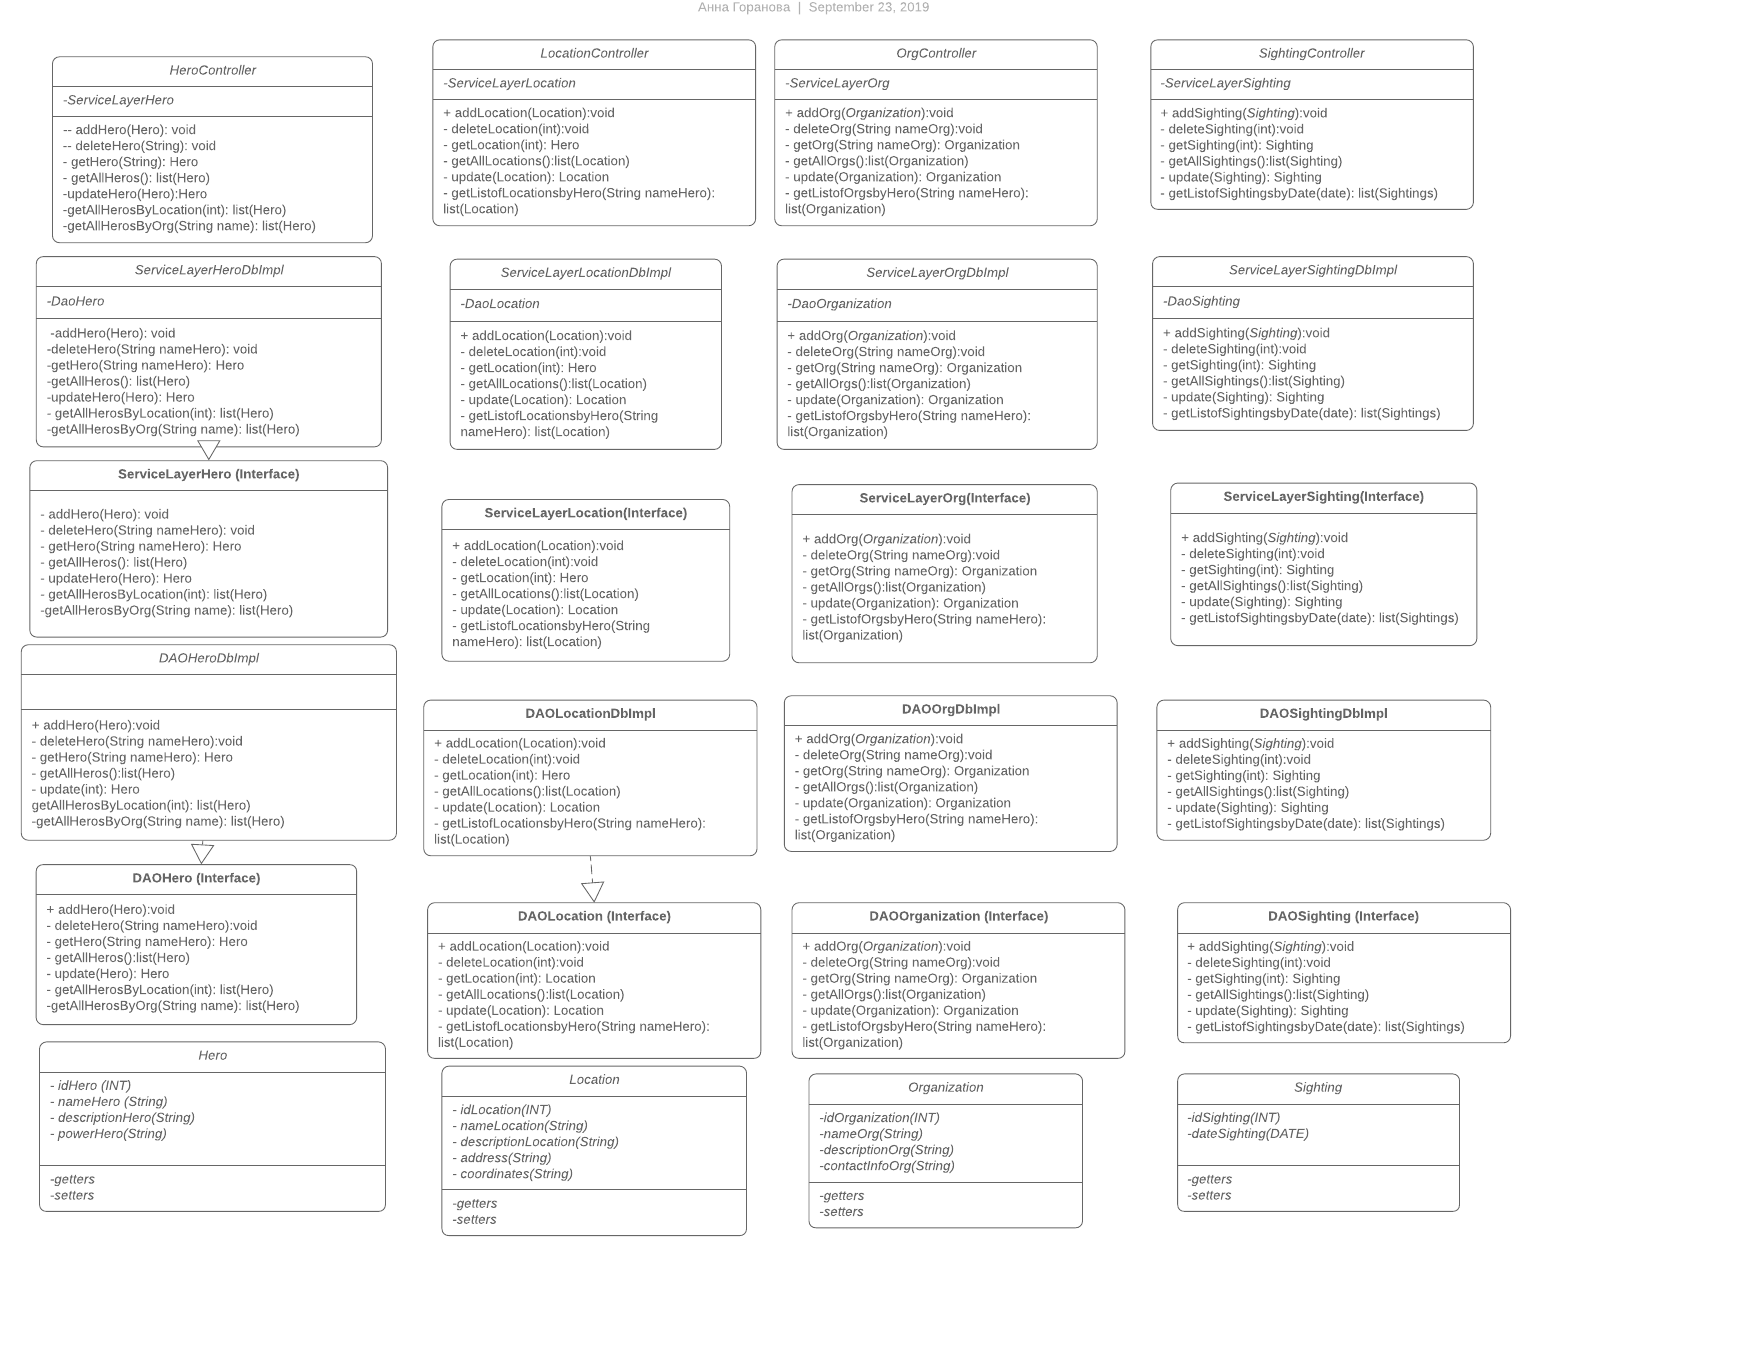 Анна Горанова | September 23, 2019
HeroController
-ServiceLayerHero
-- addHero(Hero): void
-- deleteHero(String): void
- getHero(String): Hero
- getAllHeros(): list(Hero)
-updateHero(Hero):Hero
-getAllHerosByLocation(int): list(Hero)
-getAllHerosByOrg(String name): list(Hero)
LocationController
-ServiceLayerLocation
+ addLocation(Location):void
- deleteLocation(int):void
- getLocation(int): Hero
- getAllLocations():list(Location)
- update(Location): Location
- getListofLocationsbyHero(String nameHero):
list(Location)
OrgController
-ServiceLayerOrg
+ addOrg(Organization):void
- deleteOrg(String nameOrg):void
- getOrg(String nameOrg): Organization
- getAllOrgs():list(Organization)
- update(Organization): Organization
- getListofOrgsbyHero(String nameHero):
list(Organization)
SightingController
-ServiceLayerSighting
+ addSighting(Sighting):void
- deleteSighting(int):void
- getSighting(int): Sighting
- getAllSightings():list(Sighting)
- update(Sighting): Sighting
- getListofSightingsbyDate(date): list(Sightings)
ServiceLayerHeroDbImpl
-DaoHero
-addHero(Hero): void
-deleteHero(String nameHero): void
-getHero(String nameHero): Hero
-getAllHeros(): list(Hero)
-updateHero(Hero): Hero
- getAllHerosByLocation(int): list(Hero)
-getAllHerosByOrg(String name): list(Hero)
ServiceLayerLocationDbImpl
-DaoLocation
+ addLocation(Location):void
- deleteLocation(int):void
- getLocation(int): Hero
- getAllLocations():list(Location)
- update(Location): Location
- getListofLocationsbyHero(String
nameHero): list(Location)
ServiceLayerOrgDbImpl
-DaoOrganization
+ addOrg(Organization):void
- deleteOrg(String nameOrg):void
- getOrg(String nameOrg): Organization
- getAllOrgs():list(Organization)
- update(Organization): Organization
- getListofOrgsbyHero(String nameHero):
list(Organization)
ServiceLayerSightingDbImpl
-DaoSighting
+ addSighting(Sighting):void
- deleteSighting(int):void
- getSighting(int): Sighting
- getAllSightings():list(Sighting)
- update(Sighting): Sighting
- getListofSightingsbyDate(date): list(Sightings)
ServiceLayerHero (Interface)
- addHero(Hero): void
- deleteHero(String nameHero): void
- getHero(String nameHero): Hero
- getAllHeros(): list(Hero)
- updateHero(Hero): Hero
- getAllHerosByLocation(int): list(Hero)
-getAllHerosByOrg(String name): list(Hero)
ServiceLayerLocation(Interface)
+ addLocation(Location):void
- deleteLocation(int):void
- getLocation(int): Hero
- getAllLocations():list(Location)
- update(Location): Location
- getListofLocationsbyHero(String
nameHero): list(Location)
ServiceLayerOrg(Interface)
+ addOrg(Organization):void
- deleteOrg(String nameOrg):void
- getOrg(String nameOrg): Organization
- getAllOrgs():list(Organization)
- update(Organization): Organization
- getListofOrgsbyHero(String nameHero):
list(Organization)
ServiceLayerSighting(Interface)
+ addSighting(Sighting):void
- deleteSighting(int):void
- getSighting(int): Sighting
- getAllSightings():list(Sighting)
- update(Sighting): Sighting
- getListofSightingsbyDate(date): list(Sightings)
DAOHeroDbImpl
+ addHero(Hero):void
- deleteHero(String nameHero):void
- getHero(String nameHero): Hero
- getAllHeros():list(Hero)
- update(int): Hero
getAllHerosByLocation(int): list(Hero)
-getAllHerosByOrg(String name): list(Hero)
DAOLocationDbImpl
+ addLocation(Location):void
- deleteLocation(int):void
- getLocation(int): Hero
- getAllLocations():list(Location)
- update(Location): Location
- getListofLocationsbyHero(String nameHero):
list(Location)
DAOOrgDbImpl
+ addOrg(Organization):void
- deleteOrg(String nameOrg):void
- getOrg(String nameOrg): Organization
- getAllOrgs():list(Organization)
- update(Organization): Organization
- getListofOrgsbyHero(String nameHero):
list(Organization)
DAOSightingDbImpl
+ addSighting(Sighting):void
- deleteSighting(int):void
- getSighting(int): Sighting
- getAllSightings():list(Sighting)
- update(Sighting): Sighting
- getListofSightingsbyDate(date): list(Sightings)
DAOHero (Interface)
+ addHero(Hero):void
- deleteHero(String nameHero):void
- getHero(String nameHero): Hero
- getAllHeros():list(Hero)
- update(Hero): Hero
- getAllHerosByLocation(int): list(Hero)
-getAllHerosByOrg(String name): list(Hero)
DAOLocation (Interface)
+ addLocation(Location):void
- deleteLocation(int):void
- getLocation(int): Location
- getAllLocations():list(Location)
- update(Location): Location
- getListofLocationsbyHero(String nameHero):
list(Location)
DAOOrganization (Interface)
+ addOrg(Organization):void
- deleteOrg(String nameOrg):void
- getOrg(String nameOrg): Organization
- getAllOrgs():list(Organization)
- update(Organization): Organization
- getListofOrgsbyHero(String nameHero):
list(Organization)
DAOSighting (Interface)
+ addSighting(Sighting):void
- deleteSighting(int):void
- getSighting(int): Sighting
- getAllSightings():list(Sighting)
- update(Sighting): Sighting
- getListofSightingsbyDate(date): list(Sightings)
Hero
- idHero (INT)
- nameHero (String)
- descriptionHero(String)
- powerHero(String)
-getters
-setters
Location
- idLocation(INT)
- nameLocation(String)
- descriptionLocation(String)
- address(String)
- coordinates(String)
-getters
-setters
Organization
-idOrganization(INT)
-nameOrg(String)
-descriptionOrg(String)
-contactInfoOrg(String)
-getters
-setters
Sighting
-idSighting(INT)
-dateSighting(DATE)
-getters
-setters